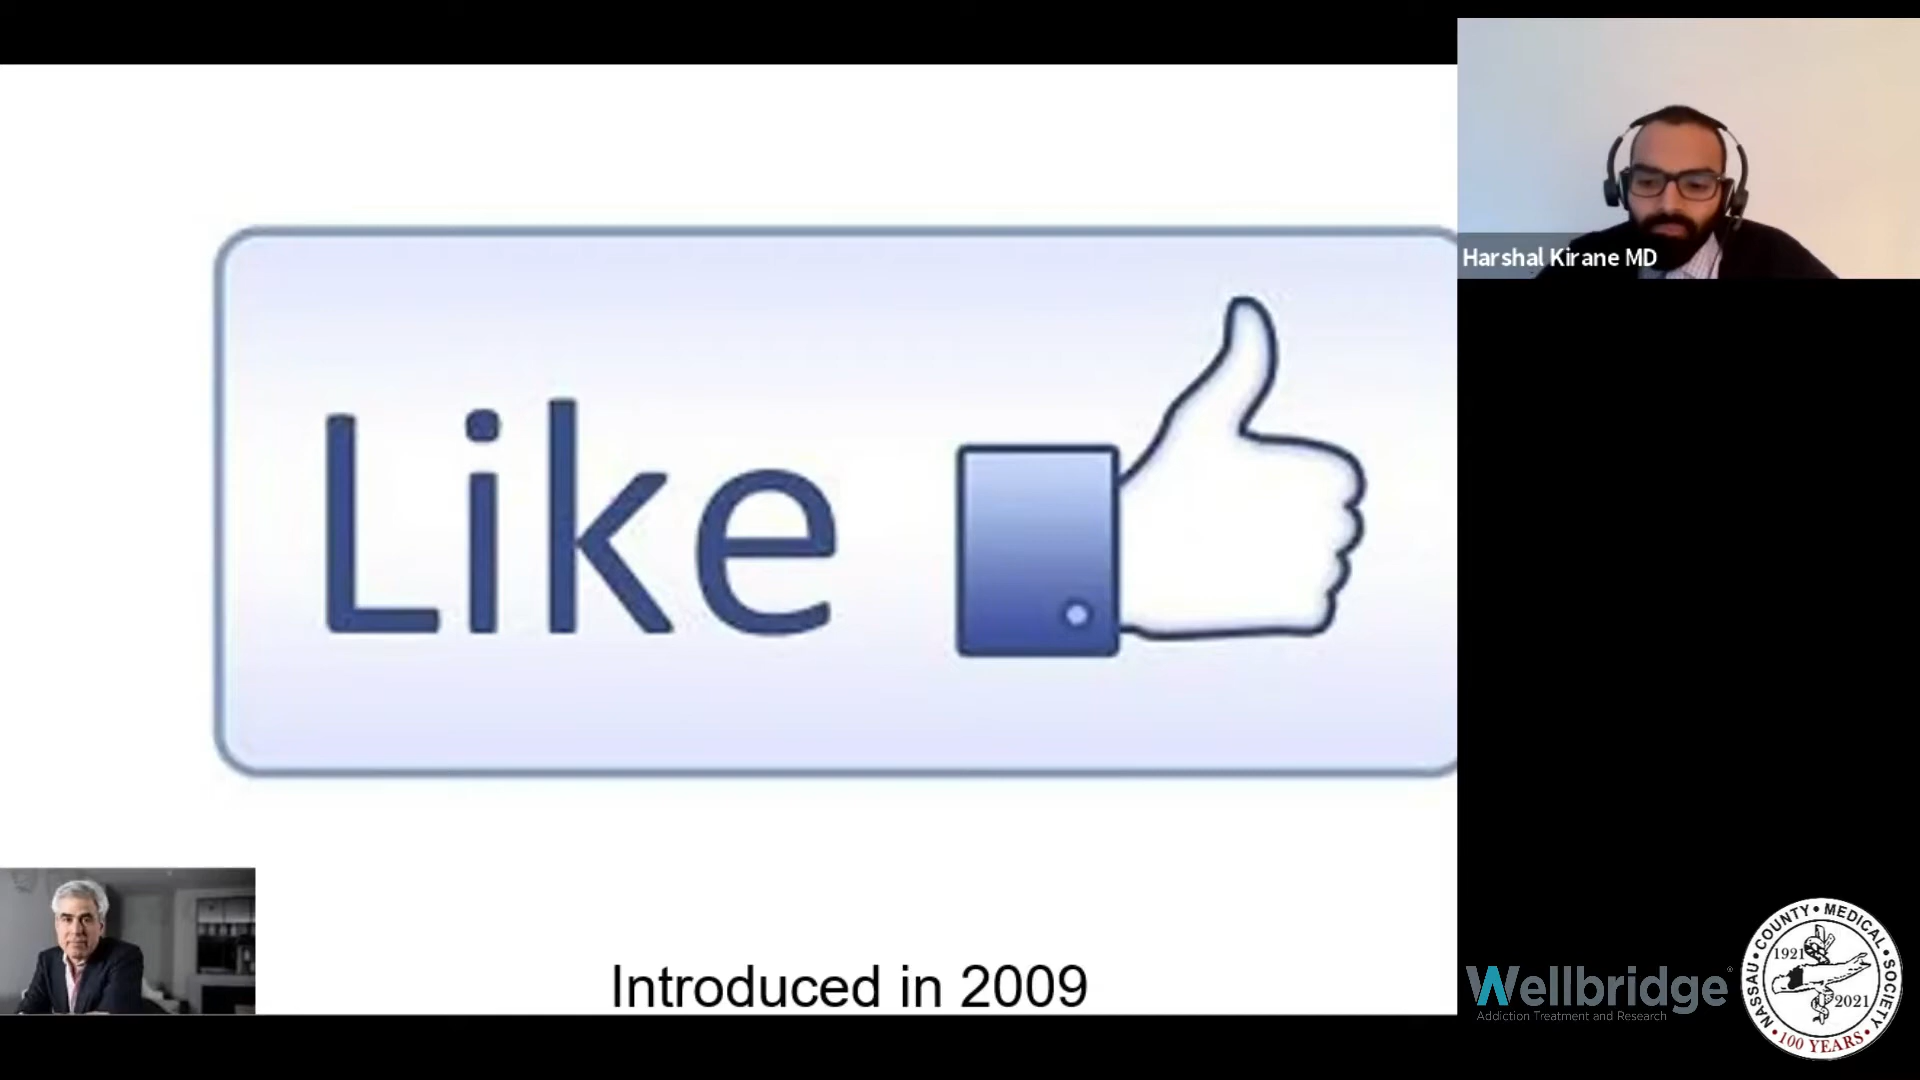 Like
Harshal Kirane MD
Introduced in 2009
Wellbridge
Addiction Treatment and Research
NASSAU • COUNTY • MEDICAL • SOCIETY
1921
2021
• 100 YEARS •